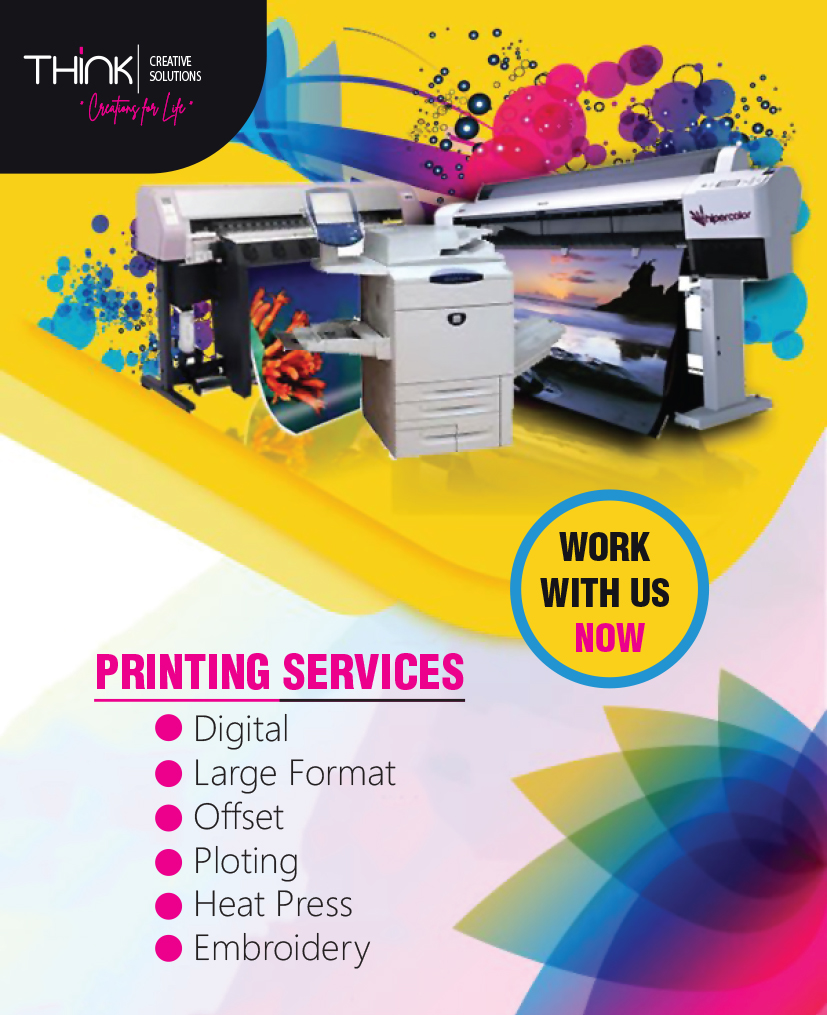 THiNK
CREATIVE
SOLUTIONS
"Creations for Life"
hipercolor
WORK
WITH US
NOW
PRINTING SERVICES
Digital
Large Format
Offset
Ploting
Heat Press
Embroidery